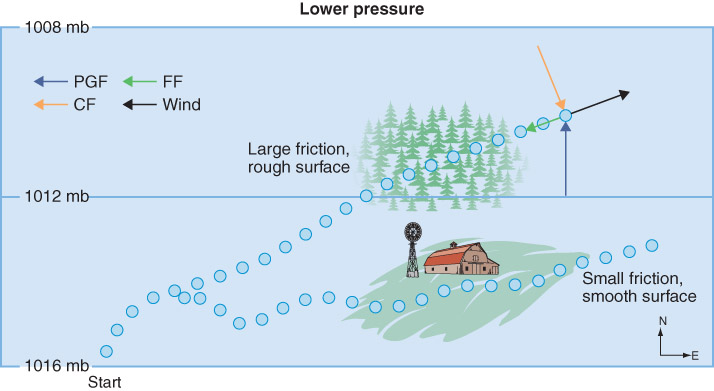 Lower pressure
1008 mb
PGF
FF
CF
Wind
Large friction,
rough surface
1012 mb
Small friction,
smooth surface
N
E
1016 mb
Start